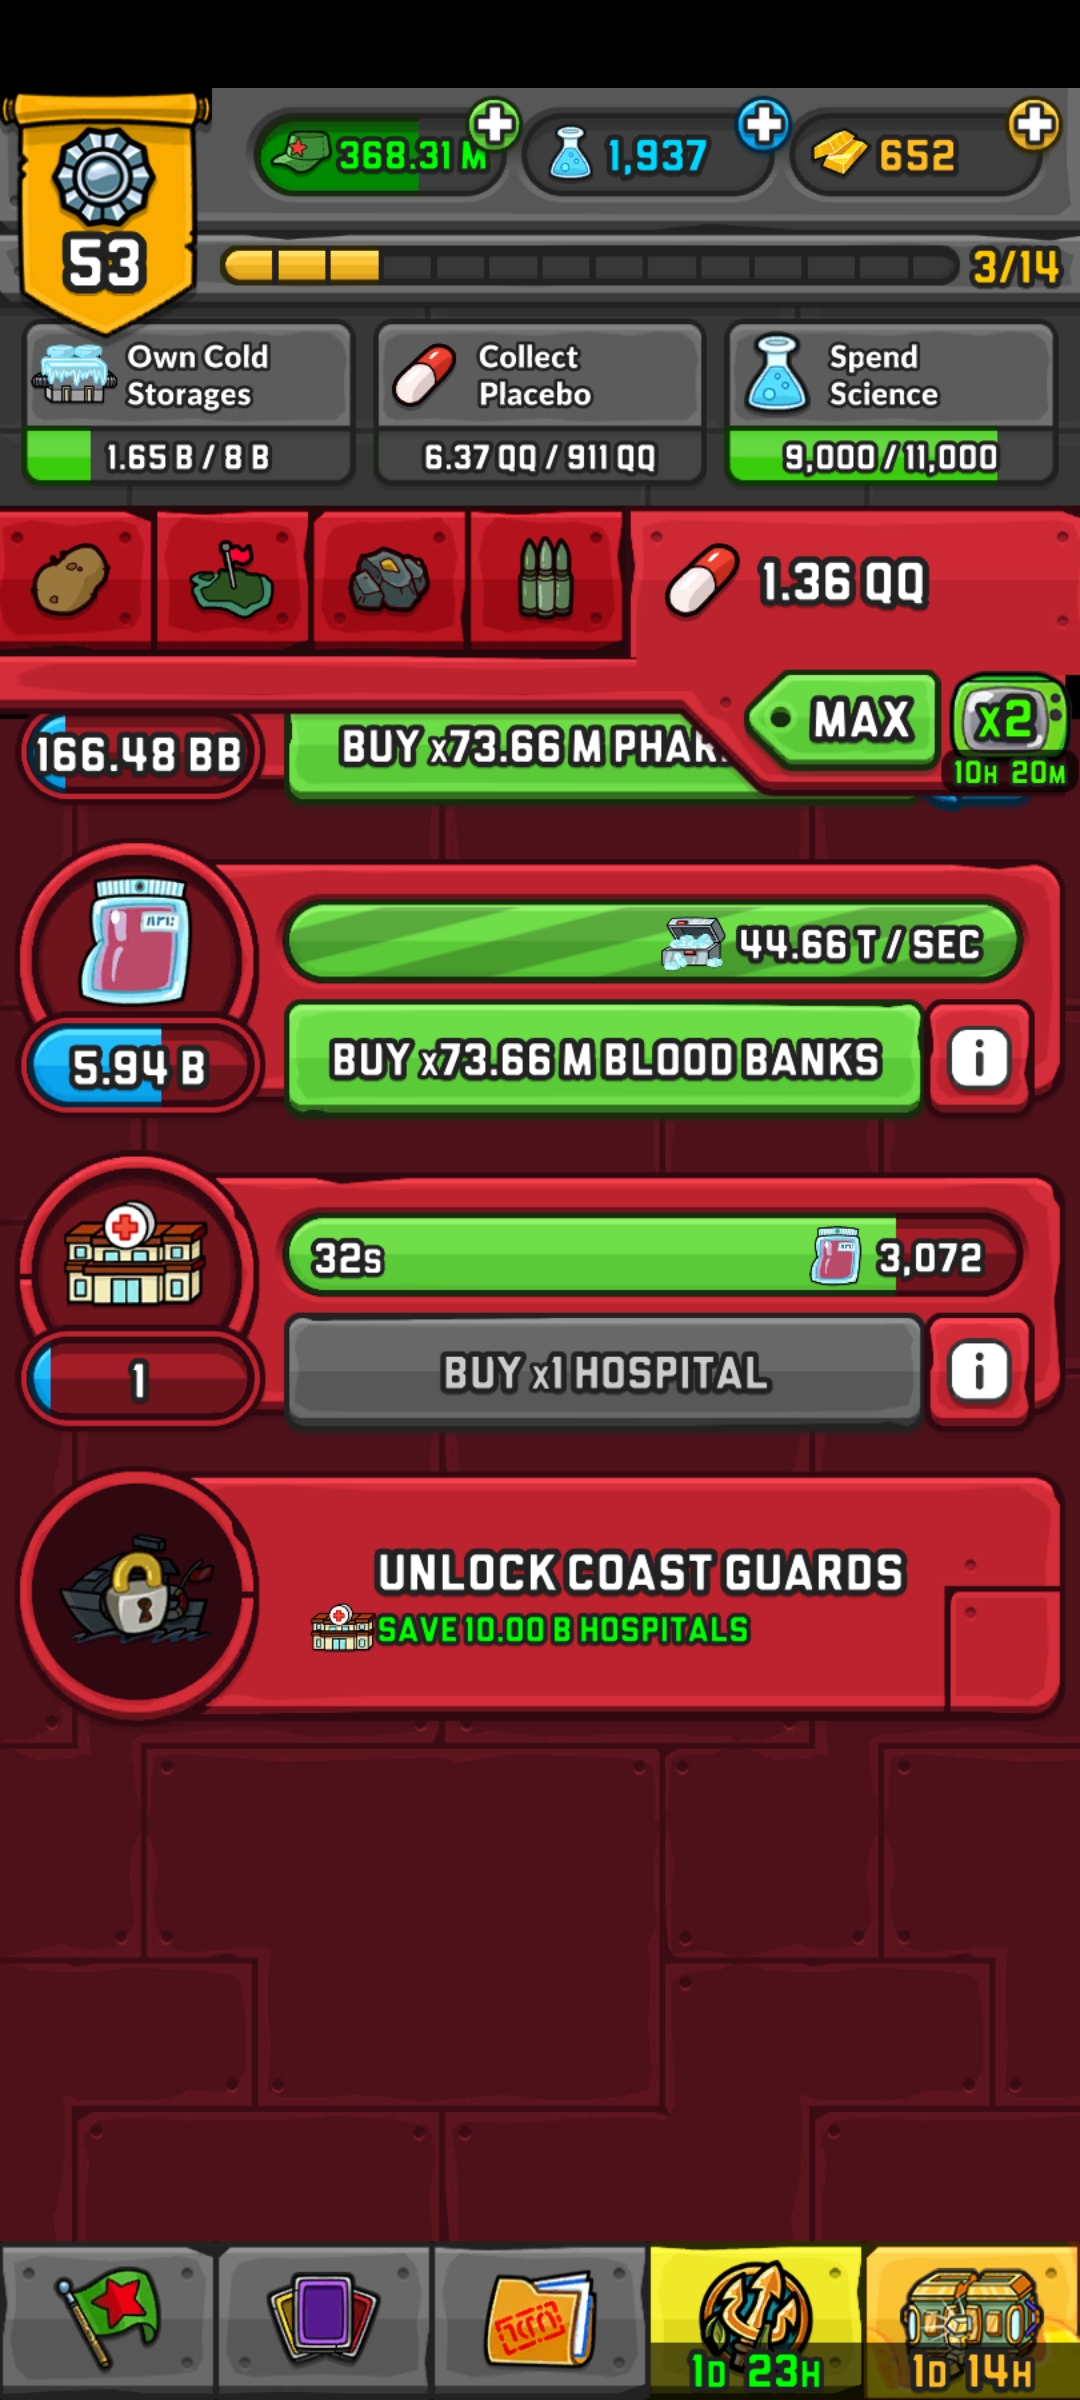 53
368.31 M
1,937
652
3/14
Own Cold
Storages
1.65 B / 8 B
Collect
Placebo
6.37 QQ / 911 QQ
Spend
Science
9,000 / 11,000
1.36 QQ
MAX
x2
10H 20M
166.48 BB
BUY x73.66 M PHAR
44.66 T / SEC
5.94 B
BUY x73.66 M BLOOD BANKS
i
32s
3,072
1
BUY x1 HOSPITAL
i
UNLOCK COAST GUARDS
SAVE 10.00 B HOSPITALS
1D 23H
1D 14H